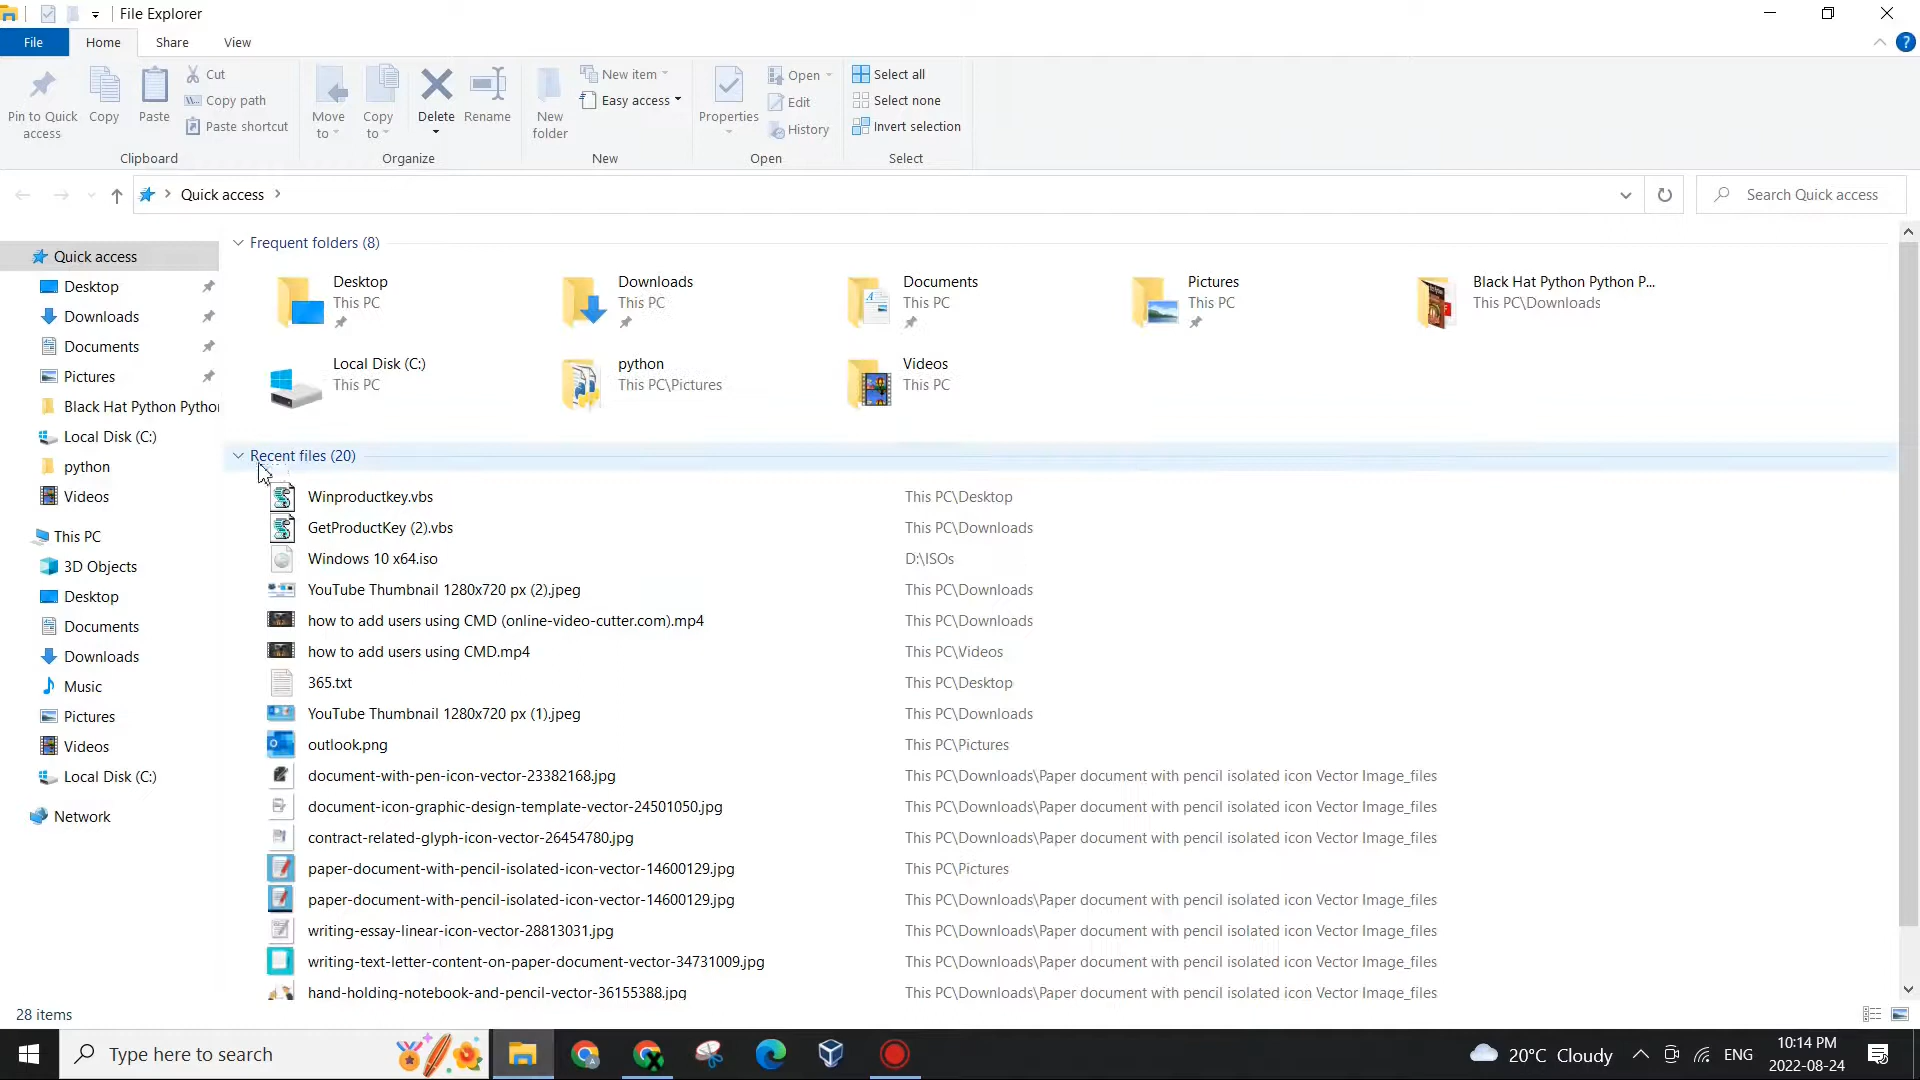 File Explorer
File Home Share View
Pin to Quick access
Copy
Paste
Cut
Copy path
Paste shortcut
Clipboard
Move to
Copy to
Delete
Rename
Organize
New folder
New item
Easy access
New
Properties
Open
Edit
History
Open
Select all
Select none
Invert selection
Select
Quick access
Search Quick access
Quick access
Desktop
Downloads
Documents
Pictures
Black Hat Python Pytho
Local Disk (C:)
python
Videos
This PC
3D Objects
Desktop
Documents
Downloads
Music
Pictures
Videos
Local Disk (C:)
Network
Frequent folders (8)
Desktop
This PC
Downloads
This PC
Documents
This PC
Pictures
This PC
Black Hat Python Python P...
This PC\Downloads
Local Disk (C:)
This PC
python
This PC\Pictures
Videos
This PC
Recent files (20)
Winproductkey.vbs This PC\Desktop
GetProductKey (2).vbs This PC\Downloads
Windows 10 x64.iso D:\ISOs
YouTube Thumbnail 1280x720 px (2).jpeg This PC\Downloads
how to add users using CMD (online-video-cutter.com).mp4 This PC\Downloads
how to add users using CMD.mp4 This PC\Videos
365.txt This PC\Desktop
YouTube Thumbnail 1280x720 px (1).jpeg This PC\Downloads
outlook.png This PC\Pictures
document-with-pen-icon-vector-23382168.jpg This PC\Downloads\Paper document with pencil isolated icon Vector Image_files
document-icon-graphic-design-template-vector-24501050.jpg This PC\Downloads\Paper document with pencil isolated icon Vector Image_files
contract-related-glyph-icon-vector-26454780.jpg This PC\Downloads\Paper document with pencil isolated icon Vector Image_files
paper-document-with-pencil-isolated-icon-vector-14600129.jpg This PC\Pictures
paper-document-with-pencil-isolated-icon-vector-14600129.jpg This PC\Downloads\Paper document with pencil isolated icon Vector Image_files
writing-essay-linear-icon-vector-28813031.jpg This PC\Downloads\Paper document with pencil isolated icon Vector Image_files
writing-text-letter-content-on-paper-document-vector-34731009.jpg This PC\Downloads\Paper document with pencil isolated icon Vector Image_files
hand-holding-notebook-and-pencil-vector-36155388.jpg This PC\Downloads\Paper document with pencil isolated icon Vector Image_files
28 items
Type here to search
20°C Cloudy
ENG
10:14 PM
2022-08-24